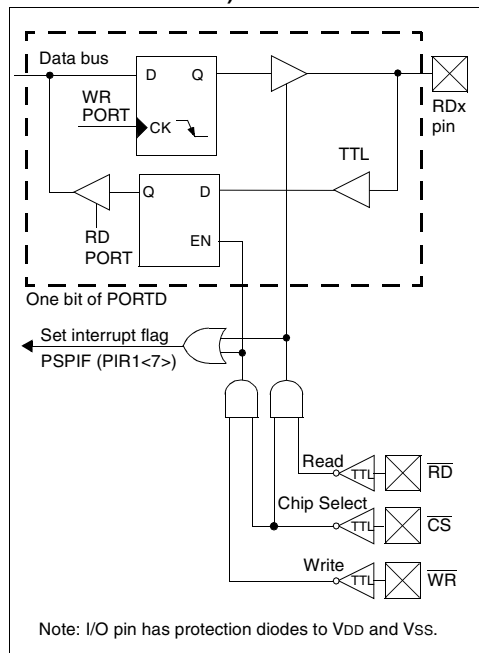 Data bus
D
Q
WR
PORT
CK
RDx
pin
TTL
Q
D
EN
RD
PORT
One bit of PORTD
Set interrupt flag
PSPIF (PIR1<7>)
Read
TTL
RD
Chip Select
TTL
CS
Write
TTL
WR
Note: I/O pin has protection diodes to VDD and VSS.